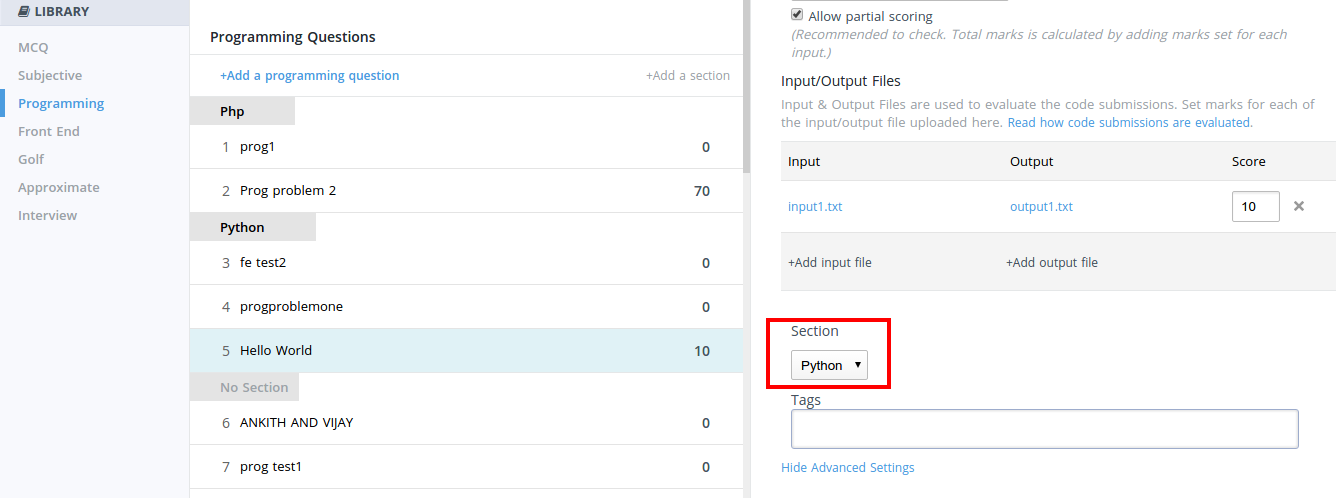 LIBRARY
MCQ
Subjective
Programming
Front End
Golf
Approximate
Interview
Programming Questions
+Add a programming question +Add a section
Php
1 prog1 0
2 Prog problem 2 70
Python
3 fe test2 0
4 progproblemone 0
5 Hello World 10
No Section
6 ANKITH AND VIJAY 0
7 prog test1 0
Allow partial scoring
(Recommended to check. Total marks is calculated by adding marks set for each
input.)
Input/Output Files
Input & Output Files are used to evaluate the code submissions. Set marks for each of
the input/output file uploaded here. Read how code submissions are evaluated.
Input Output Score
input1.txt output1.txt 10
+Add input file +Add output file
Section
Python
Tags
Hide Advanced Settings